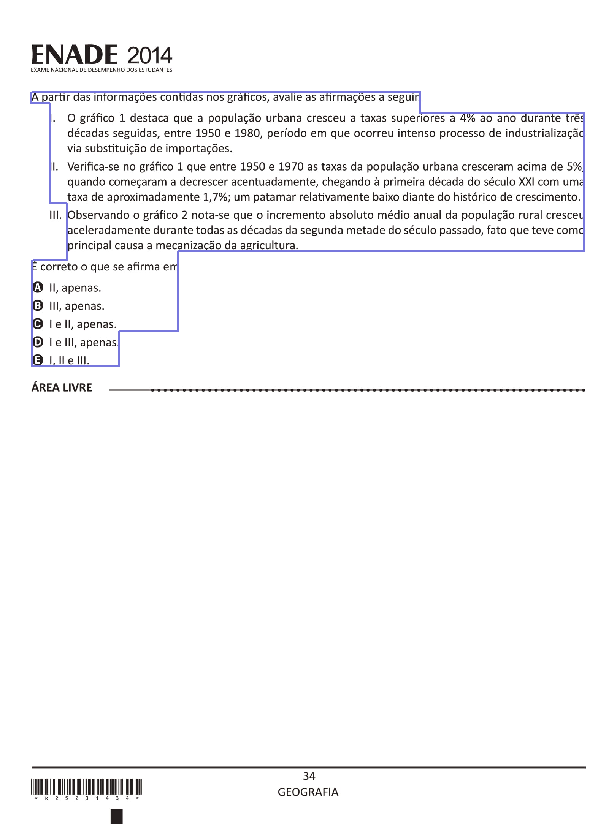 ENADE 2014
EXAME NACIONAL DE DESEMPENHO DOS ESTUDANTES
A partir das informações contidas nos gráficos, avalie as afirmações a seguir
I. O gráfico 1 destaca que a população urbana cresceu a taxas superiores a 4% ao ano durante três
décadas seguidas, entre 1950 e 1980, período em que ocorreu intenso processo de industrialização
via substituição de importações.
II. Verifica-se no gráfico 1 que entre 1950 e 1970 as taxas da população urbana cresceram acima de 5%,
quando começaram a decrescer acentuadamente, chegando à primeira década do século XXI com uma
taxa de aproximadamente 1,7%; um patamar relativamente baixo diante do histórico de crescimento.
III. Observando o gráfico 2 nota-se que o incremento absoluto médio anual da população rural cresceu
aceleradamente durante todas as décadas da segunda metade do século passado, fato que teve como
principal causa a mecanização da agricultura.
É correto o que se afirma em
A II, apenas.
B III, apenas.
C I e II, apenas.
D I e III, apenas.
E I, II e III.
ÁREA LIVRE
34
GEOGRAFIA